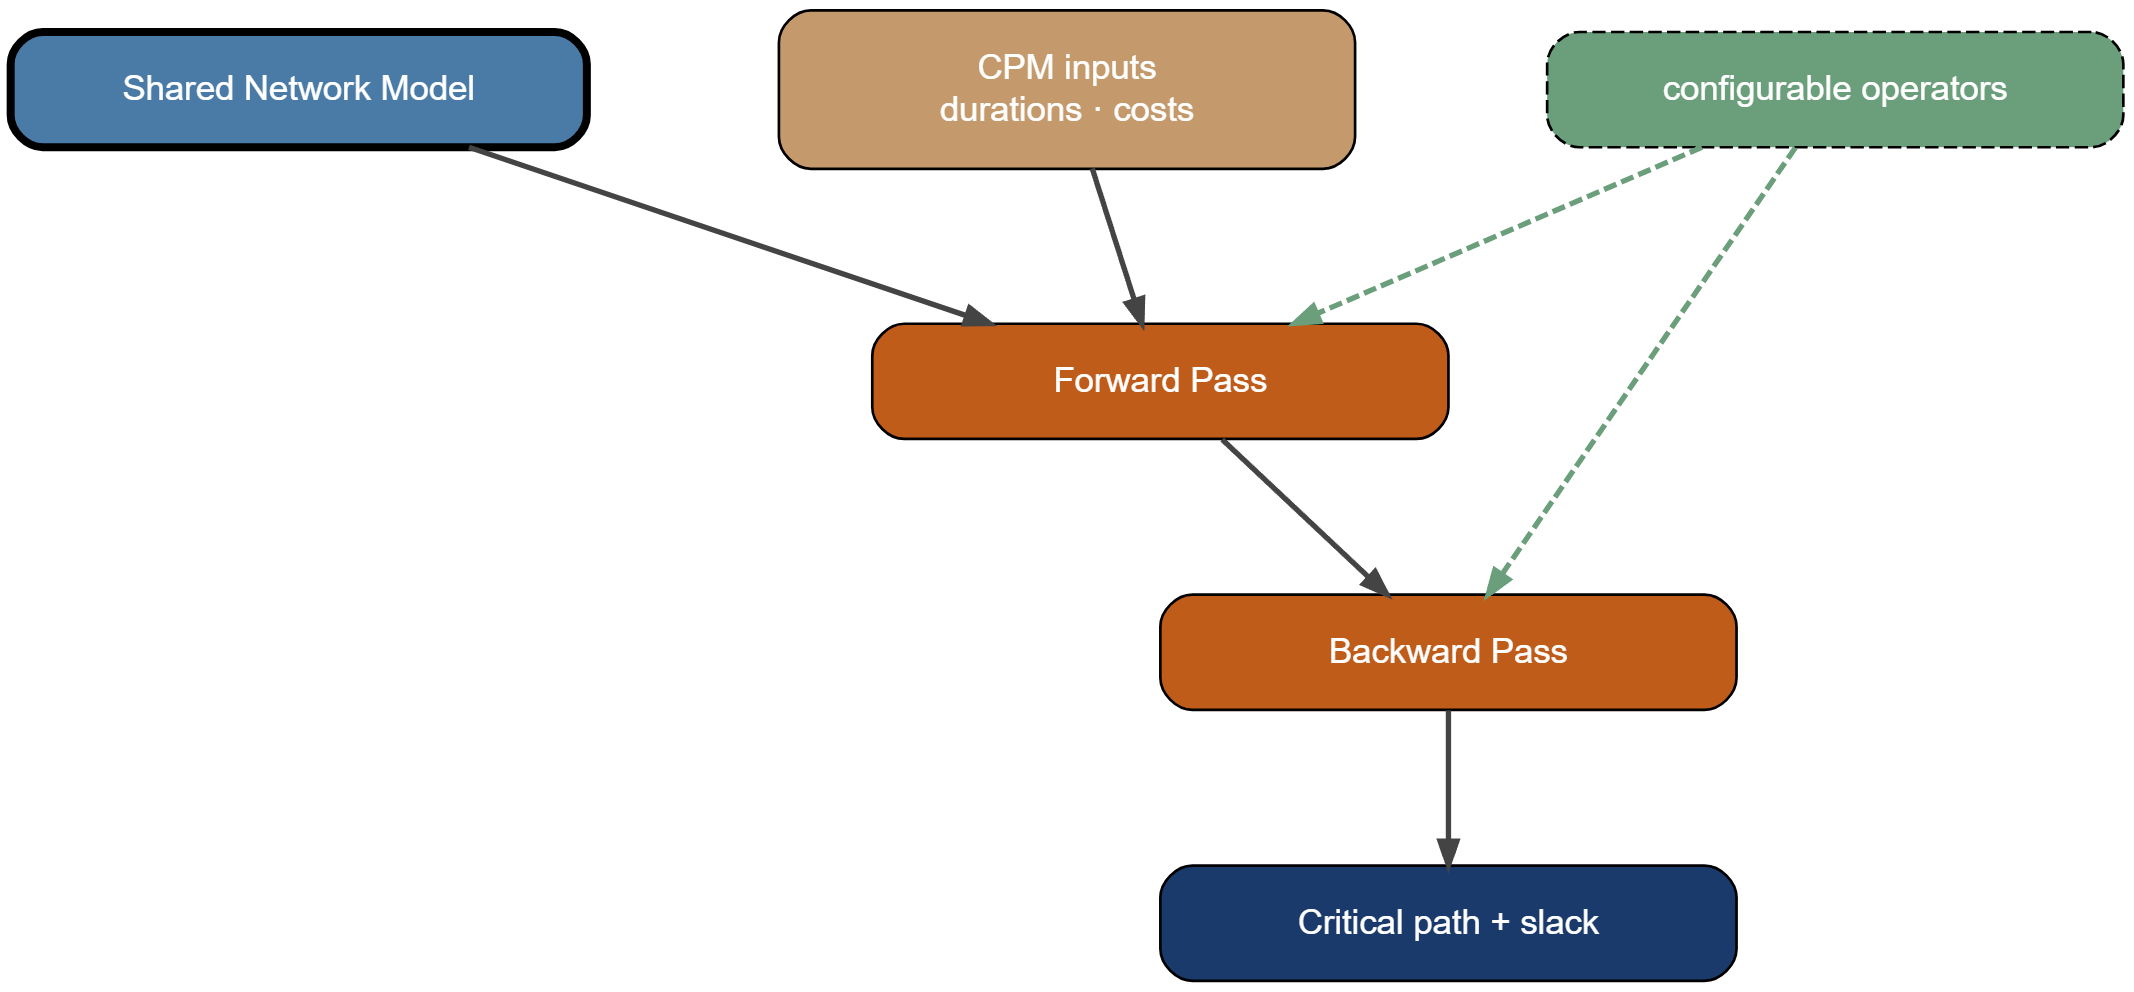 Shared Network Model
CPM inputs
durations · costs
configurable operators
Forward Pass
Backward Pass
Critical path + slack